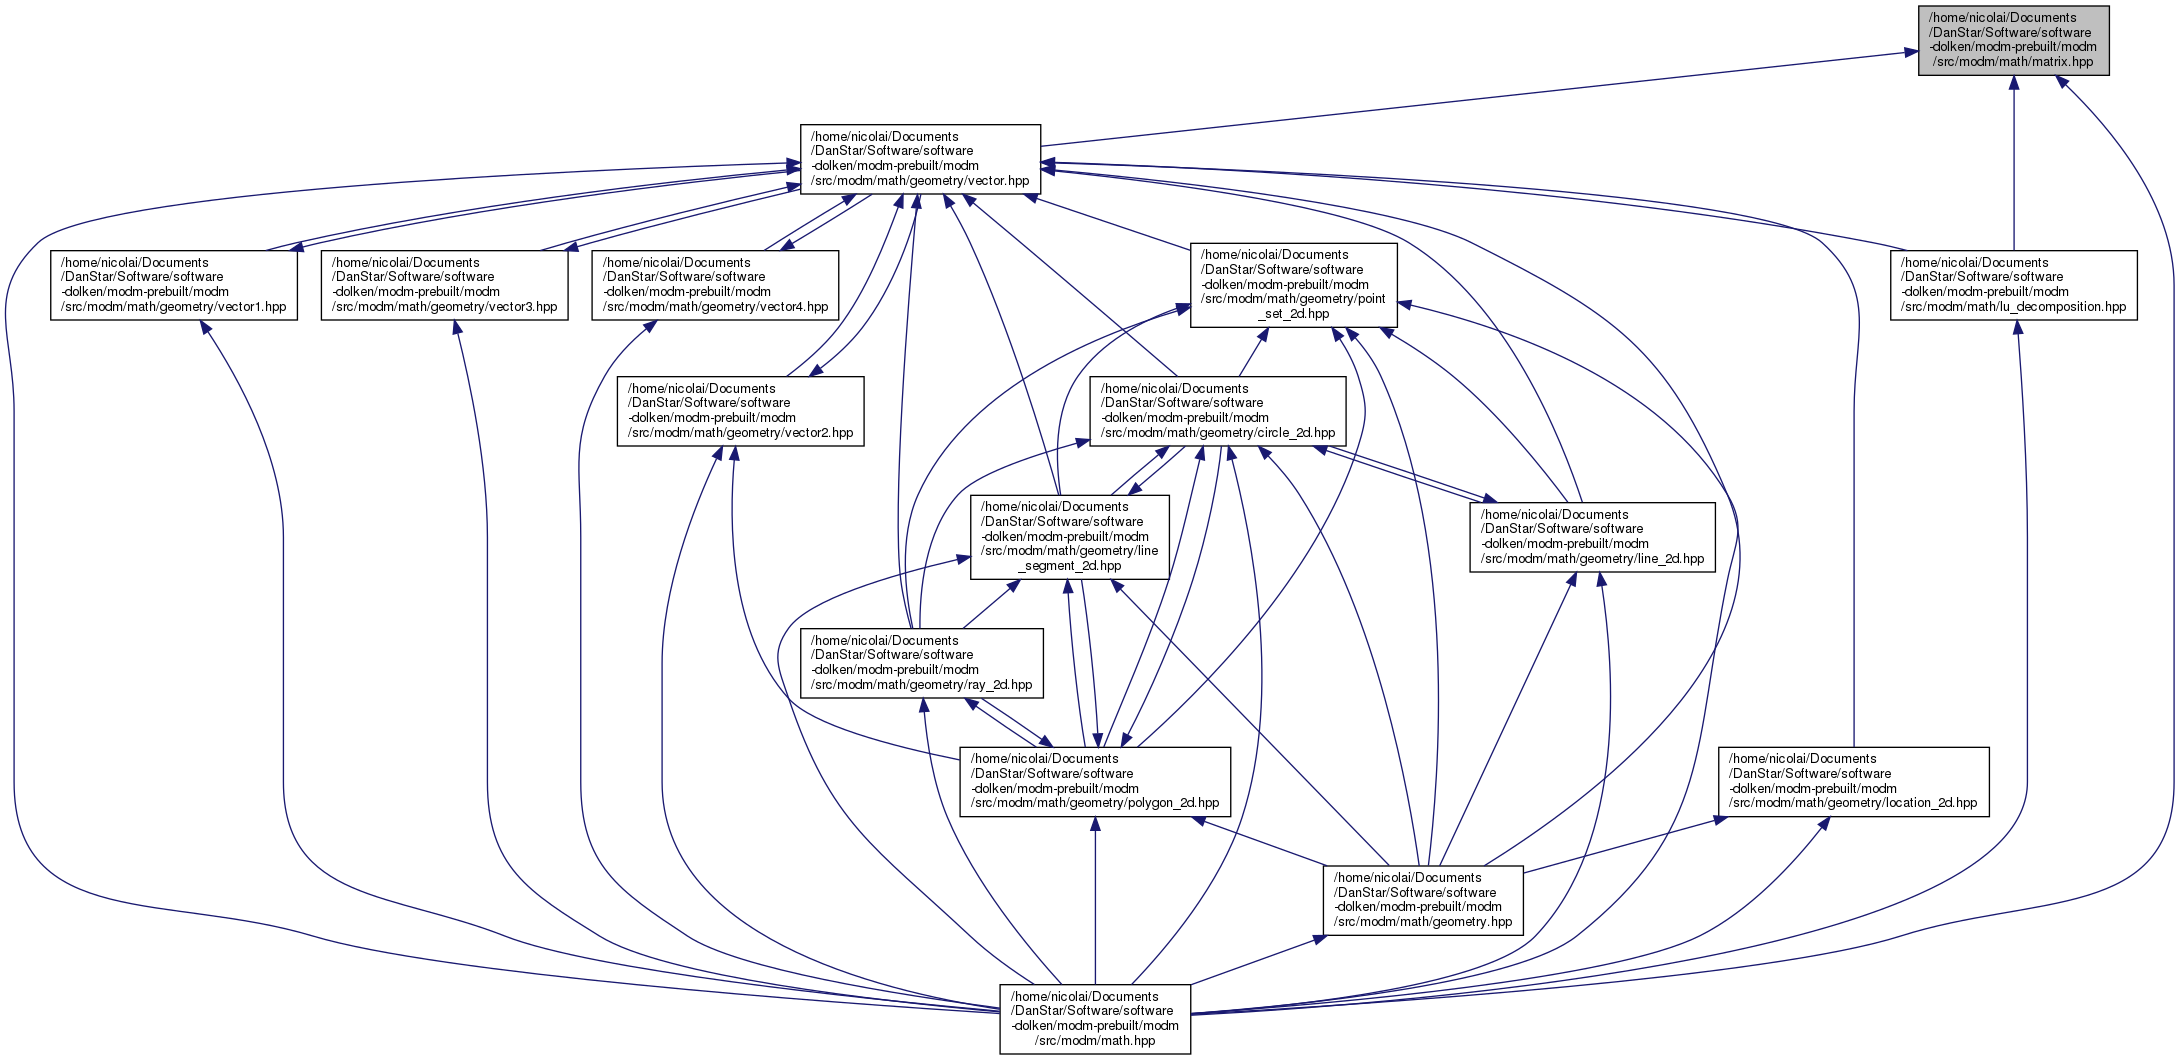 /home/nicolai/Documents
/DanStar/Software/software
-dolken/modm-prebuilt/modm
/src/modm/math/matrix.hpp
/home/nicolai/Documents
/DanStar/Software/software
-dolken/modm-prebuilt/modm
/src/modm/math/geometry/vector.hpp
/home/nicolai/Documents
/DanStar/Software/software
-dolken/modm-prebuilt/modm
/src/modm/math/geometry/vector1.hpp
/home/nicolai/Documents
/DanStar/Software/software
-dolken/modm-prebuilt/modm
/src/modm/math/geometry/vector3.hpp
/home/nicolai/Documents
/DanStar/Software/software
-dolken/modm-prebuilt/modm
/src/modm/math/geometry/vector4.hpp
/home/nicolai/Documents
/DanStar/Software/software
-dolken/modm-prebuilt/modm
/src/modm/math/geometry/point
_set_2d.hpp
/home/nicolai/Documents
/DanStar/Software/software
-dolken/modm-prebuilt/modm
/src/modm/math/lu_decomposition.hpp
/home/nicolai/Documents
/DanStar/Software/software
-dolken/modm-prebuilt/modm
/src/modm/math/geometry/vector2.hpp
/home/nicolai/Documents
/DanStar/Software/software
-dolken/modm-prebuilt/modm
/src/modm/math/geometry/circle_2d.hpp
/home/nicolai/Documents
/DanStar/Software/software
-dolken/modm-prebuilt/modm
/src/modm/math/geometry/line
_segment_2d.hpp
/home/nicolai/Documents
/DanStar/Software/software
-dolken/modm-prebuilt/modm
/src/modm/math/geometry/line_2d.hpp
/home/nicolai/Documents
/DanStar/Software/software
-dolken/modm-prebuilt/modm
/src/modm/math/geometry/ray_2d.hpp
/home/nicolai/Documents
/DanStar/Software/software
-dolken/modm-prebuilt/modm
/src/modm/math/geometry/polygon_2d.hpp
/home/nicolai/Documents
/DanStar/Software/software
-dolken/modm-prebuilt/modm
/src/modm/math/geometry/location_2d.hpp
/home/nicolai/Documents
/DanStar/Software/software
-dolken/modm-prebuilt/modm
/src/modm/math/geometry.hpp
/home/nicolai/Documents
/DanStar/Software/software
-dolken/modm-prebuilt/modm
/src/modm/math.hpp